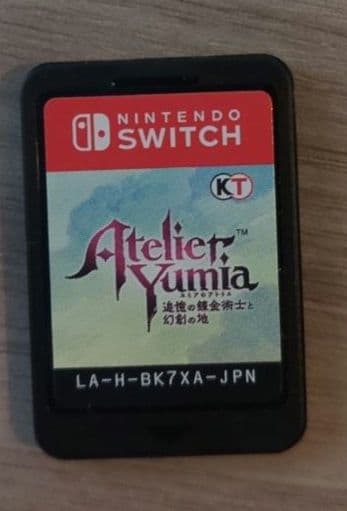 NINTENDO
SWITCH
KT
Atelier™
Yumia
ユミアのアトリエ
追憶の錬金術士と
幻創の地
LA-H-BK7XA-JPN